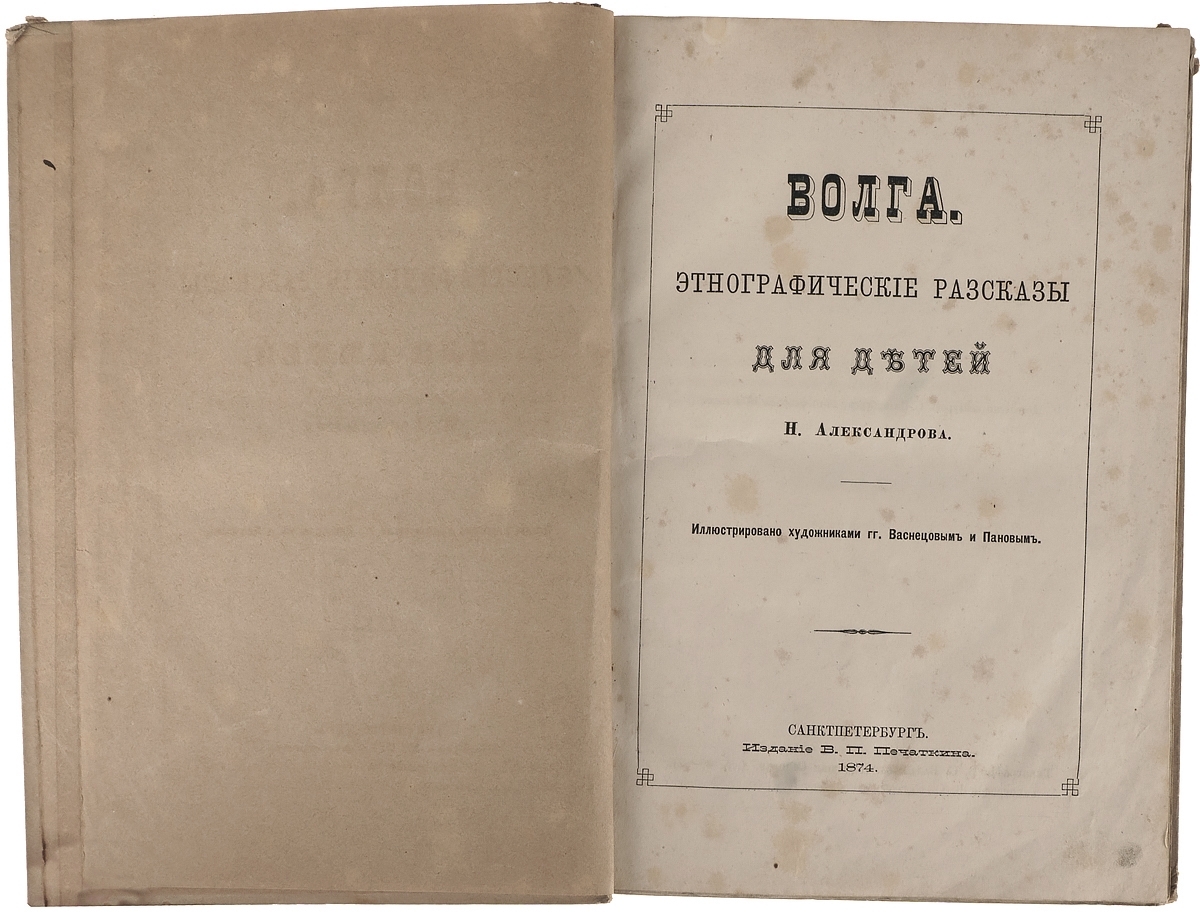 ВОЛГА.
ЭТНОГРАФИЧЕСКІЕ РАЗСКАЗЫ
ДЛЯ ДѢТЕЙ
Н. АЛЕКСАНДРОВА.
Иллюстрировано художниками гг. Васнецовымъ и Пановымъ.
САНКТПЕТЕРБУРГЪ.
Изданіе В. П. Печаткина.
1874.